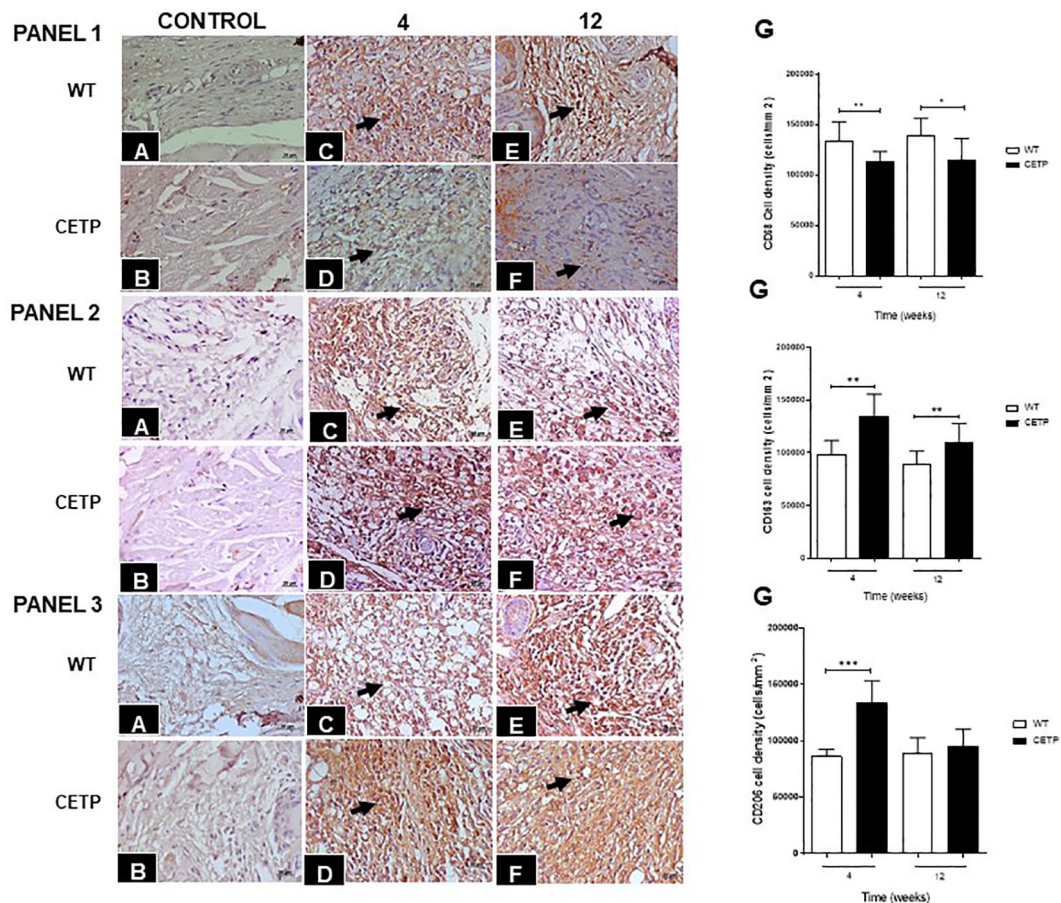 CONTROL 4 12
PANEL 1
WT
A C E
CETP
B D F
PANEL 2
WT
A C E
CETP
B D F
PANEL 3
WT
A C E
CETP
B D F
G
200000
150000
100000
50000
0
CD68 Cell density (cells/mm 2)
** *
WT
CETP
4 12
Time (weeks)
G
200000
150000
100000
50000
0
CD163 cell density (cells/mm 2)
** **
WT
CETP
4 12
Time (weeks)
G
200000
150000
100000
50000
0
CD206 cell density (cells/mm²)
***
WT
CETP
4 12
Time (weeks)